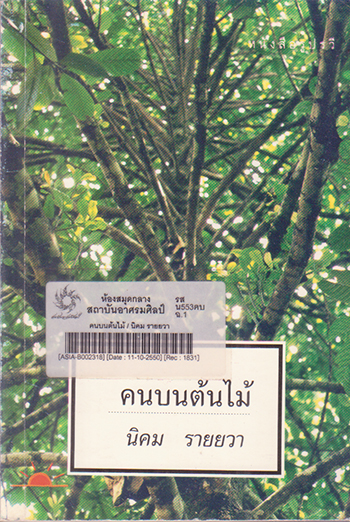 ห้องสมุดกลาง
สถาบันอาศรมศิลป์
รส
น553คบ
ฉ.1
คนบนต้นไม้ / นิคม รายยวา
[ASIA-B002318] [Date : 11-10-2550] [Rec : 1831]
คนบนต้นไม้
นิคม รายยวา